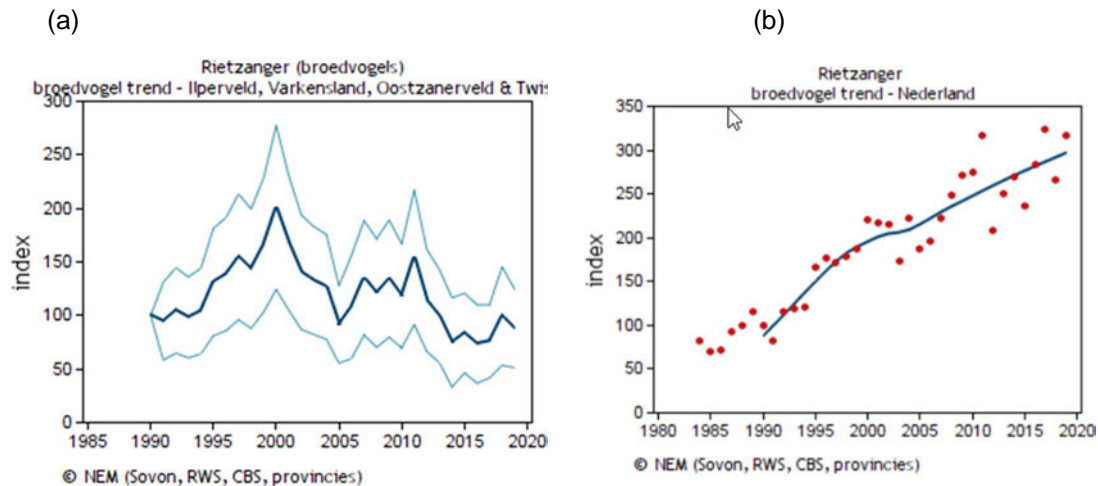 (a)
(b)
Rietzanger (broedvogels)
broedvogel trend - Ilperveld, Varkensland, Oostzanerveld & Twis
300
250
200
150
100
50
0
index
1985 1990 1995 2000 2005 2010 2015 2020
© NEM (Sovon, RWS, CBS, provincies)
Rietzanger
broedvogel trend - Nederland
350
300
250
200
150
100
50
0
index
1980 1985 1990 1995 2000 2005 2010 2015 2020
© NEM (Sovon, RWS, CBS, provincies)